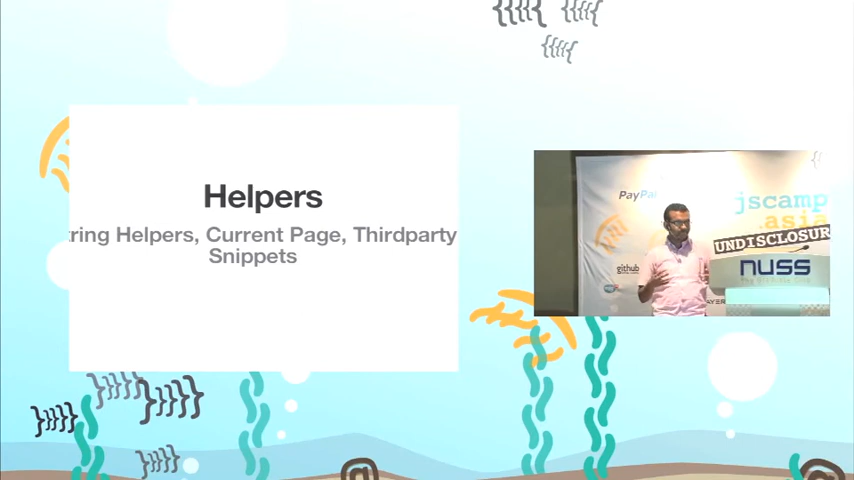 Helpers
tring Helpers, Current Page, Thirdparty
Snippets
PayPal
jscamp
.asia
UNDISCLOSUR
github
NUSS